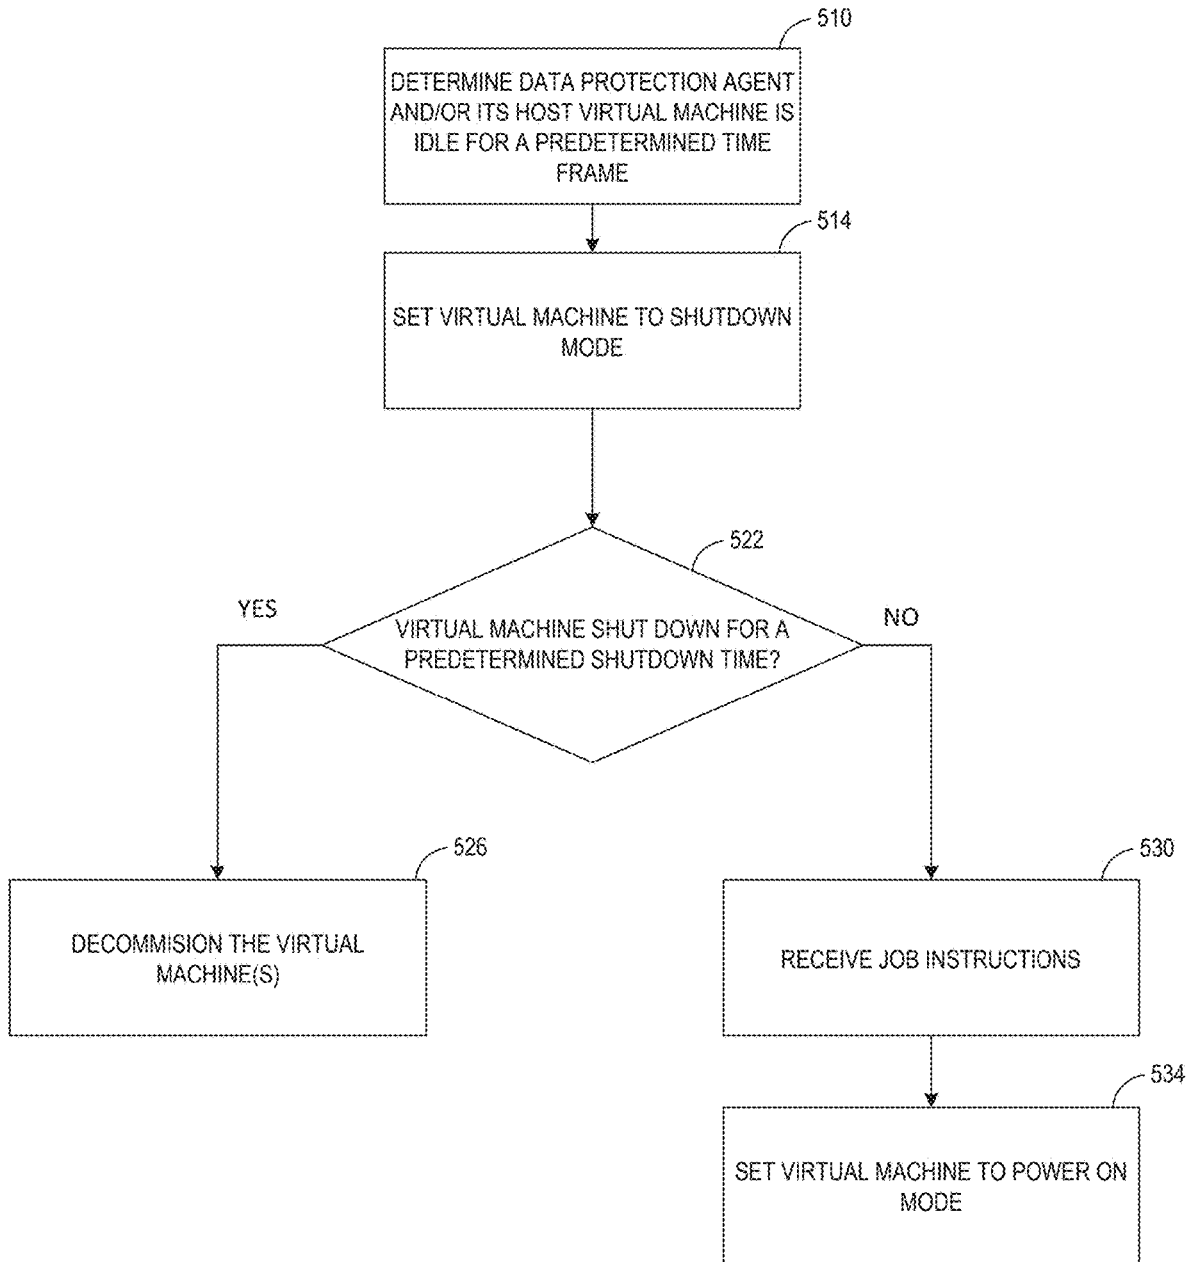 510
DETERMINE DATA PROTECTION AGENT
AND/OR ITS HOST VIRTUAL MACHINE IS
IDLE FOR A PREDETERMINED TIME
FRAME
514
SET VIRTUAL MACHINE TO SHUTDOWN
MODE
522
YES
NO
VIRTUAL MACHINE SHUT DOWN FOR A
PREDETERMINED SHUTDOWN TIME?
526
DECOMMISION THE VIRTUAL
MACHINE(S)
530
RECEIVE JOB INSTRUCTIONS
534
SET VIRTUAL MACHINE TO POWER ON
MODE